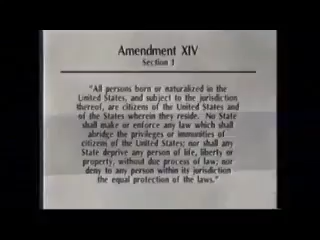 Amendment XIV
Section 1
"All persons born or naturalized in the
United States, and subject to the jurisdiction
thereof, are citizens of the United States and
of the States wherein they reside. No State
shall make or enforce any law which shall
abridge the privileges or immunities of
citizens of the United States; nor shall any
State deprive any person of life, liberty or
property, without due process of law; nor
deny to any person within its jurisdiction
the equal protection of the laws."